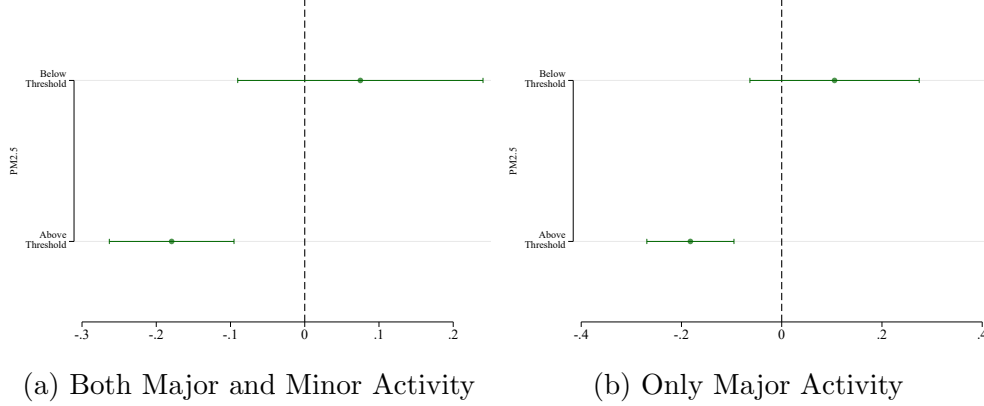 Below
Threshold
PM2.5
Above
Threshold
-.3 -.2 -.1 0 .1 .2
(a) Both Major and Minor Activity
Below
Threshold
PM2.5
Above
Threshold
-.4 -.2 0 .2 .4
(b) Only Major Activity